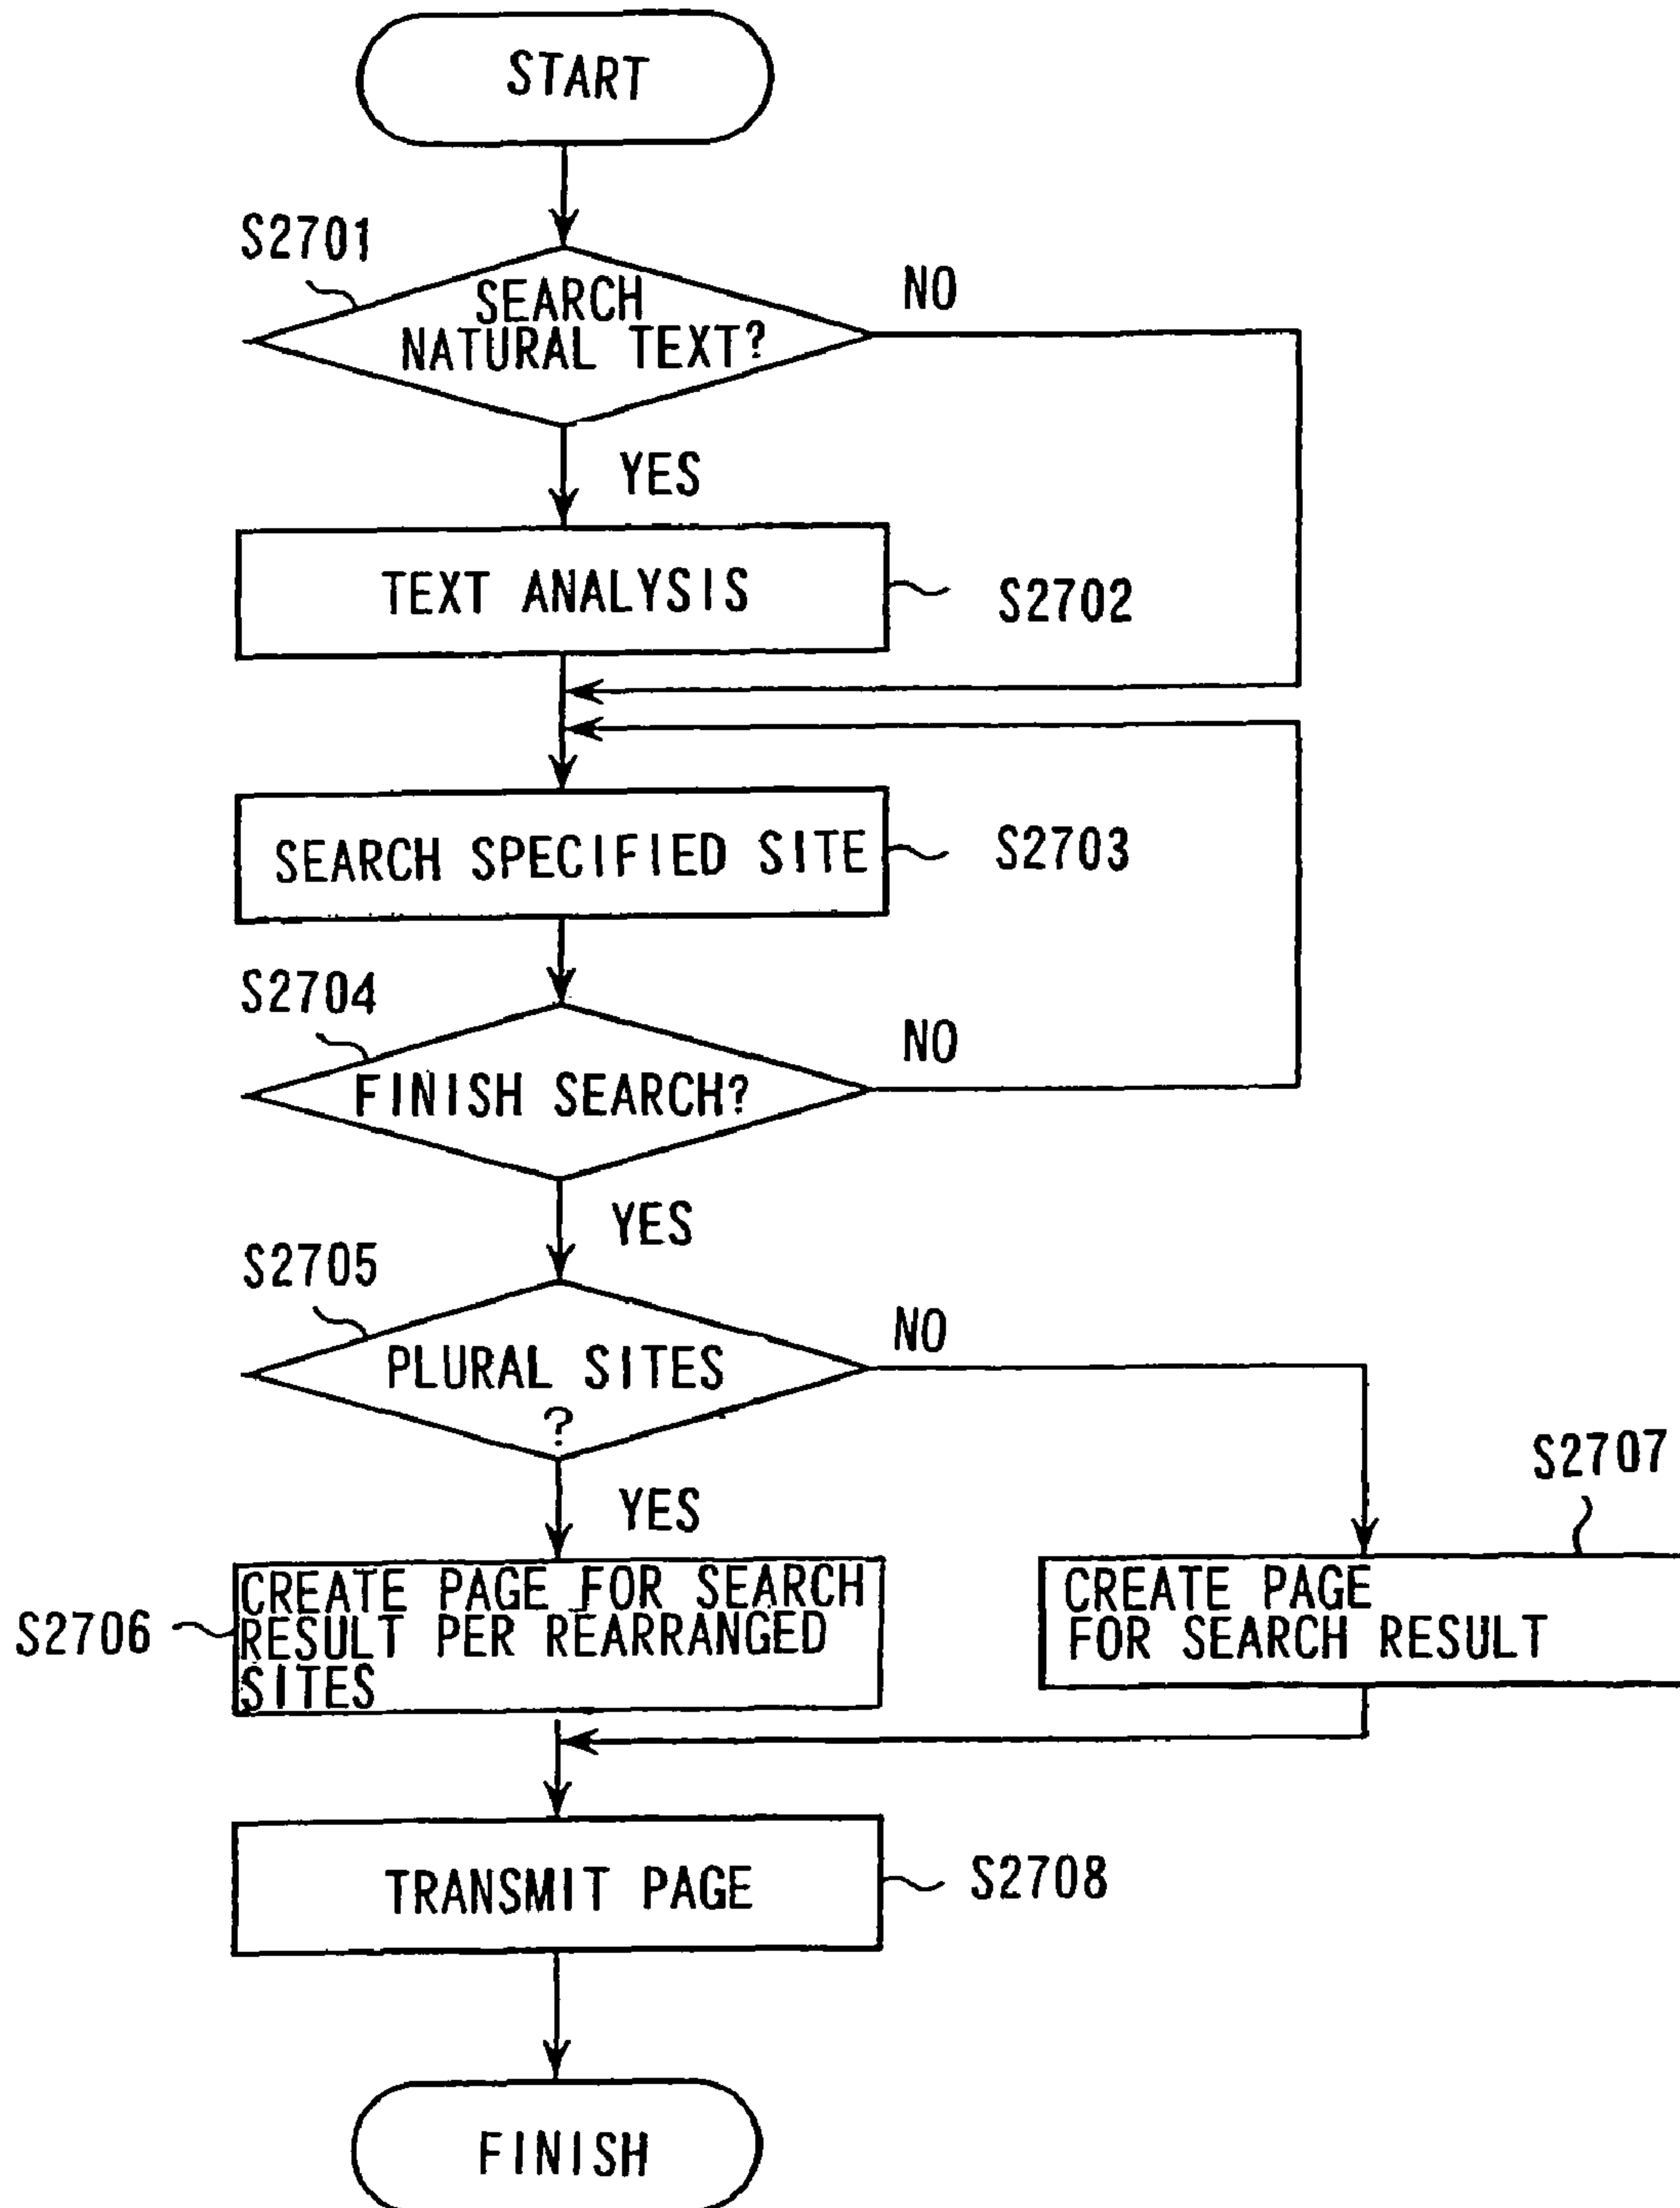 START
S2701
SEARCH
NATURAL TEXT?
NO
YES
TEXT ANALYSIS
S2702
SEARCH SPECIFIED SITE
S2703
S2704
FINISH SEARCH?
NO
YES
S2705
PLURAL SITES
?
NO
YES
S2706
CREATE PAGE FOR SEARCH
RESULT PER REARRANGED
SITES
S2707
CREATE PAGE
FOR SEARCH RESULT
TRANSMIT PAGE
S2708
FINISH